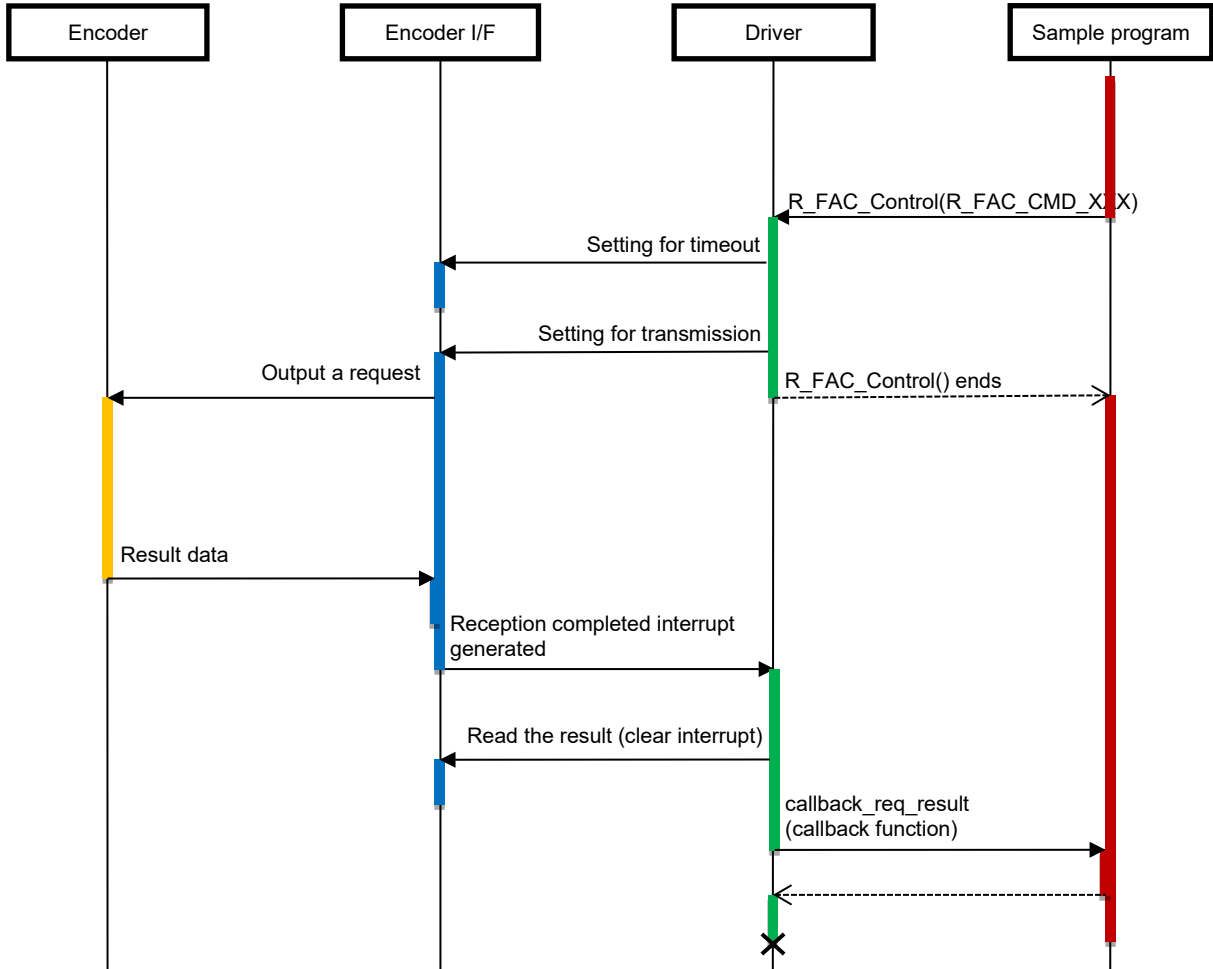 Encoder
Encoder I/F
Driver
Sample program
R_FAC_Control(R_FAC_CMD_XXX)
Setting for timeout
Setting for transmission
Output a request
R_FAC_Control() ends
Result data
Reception completed interrupt
generated
Read the result (clear interrupt)
callback_req_result
(callback function)